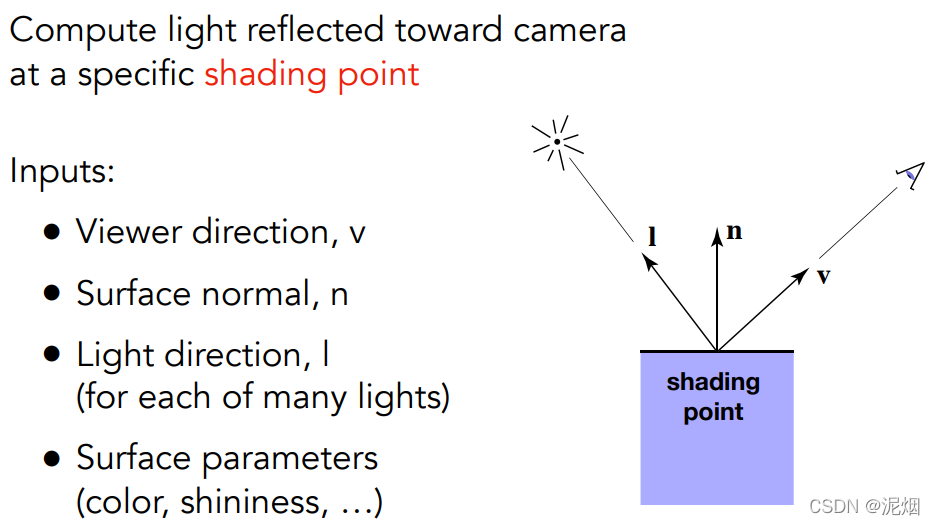 Compute light reflected toward camera
at a specific shading point
Inputs:
● Viewer direction, v
● Surface normal, n
● Light direction, l
(for each of many lights)
● Surface parameters
(color, shininess, …)
l
n
v
shading
point
CSDN @泥烟